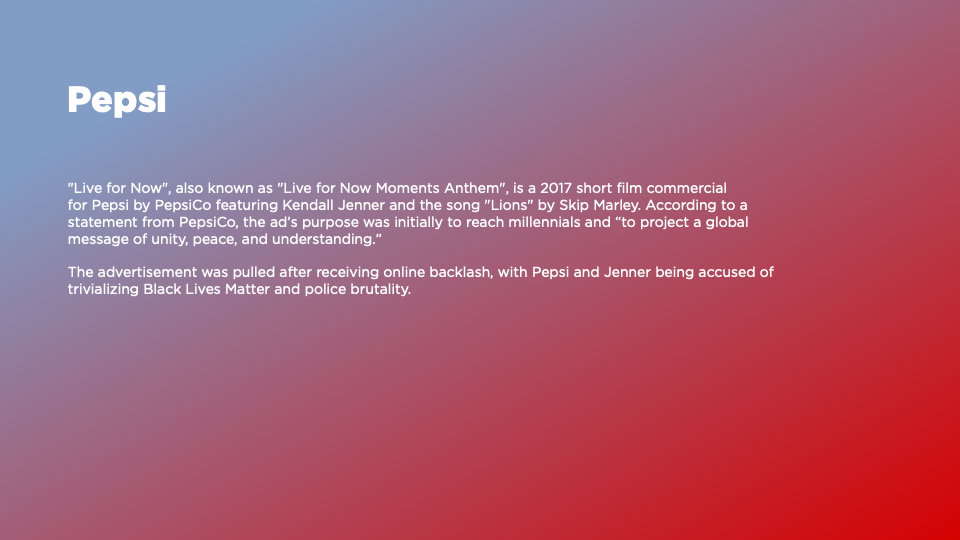 Pepsi
"Live for Now", also known as "Live for Now Moments Anthem", is a 2017 short film commercial
for Pepsi by PepsiCo featuring Kendall Jenner and the song "Lions" by Skip Marley. According to a
statement from PepsiCo, the ad’s purpose was initially to reach millennials and “to project a global
message of unity, peace, and understanding.”
The advertisement was pulled after receiving online backlash, with Pepsi and Jenner being accused of
trivializing Black Lives Matter and police brutality.